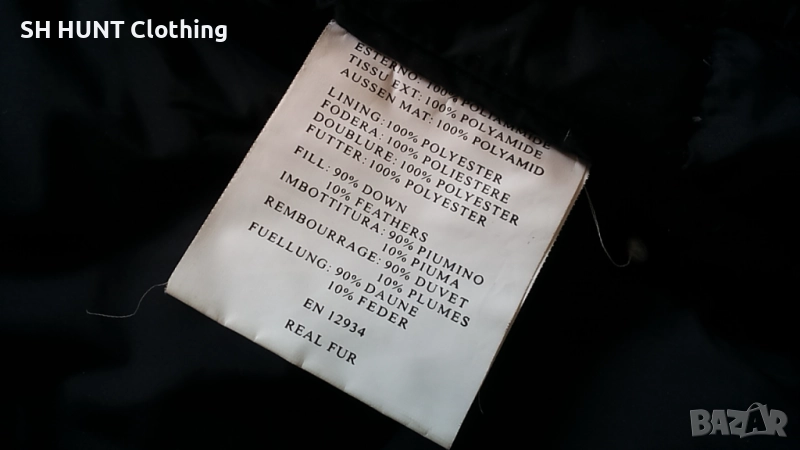 SH HUNT Clothing
ESTERNO: 100% POLIAMMIDE
TISSU EXT: 100% POLYAMIDE
AUSSEN MAT: 100% POLYAMID
LINING: 100% POLYESTER
FODERA: 100% POLIESTERE
DOUBLURE: 100% POLYESTER
FUTTER: 100% POLYESTER
FILL: 90% DOWN
10% FEATHERS
IMBOTTITURA: 90% PIUMINO
10% PIUMA
REMBOURRAGE: 90% DUVET
10% PLUMES
FUELLUNG: 90% DAUNE
10% FEDER
EN 12934
REAL FUR
BAZAR